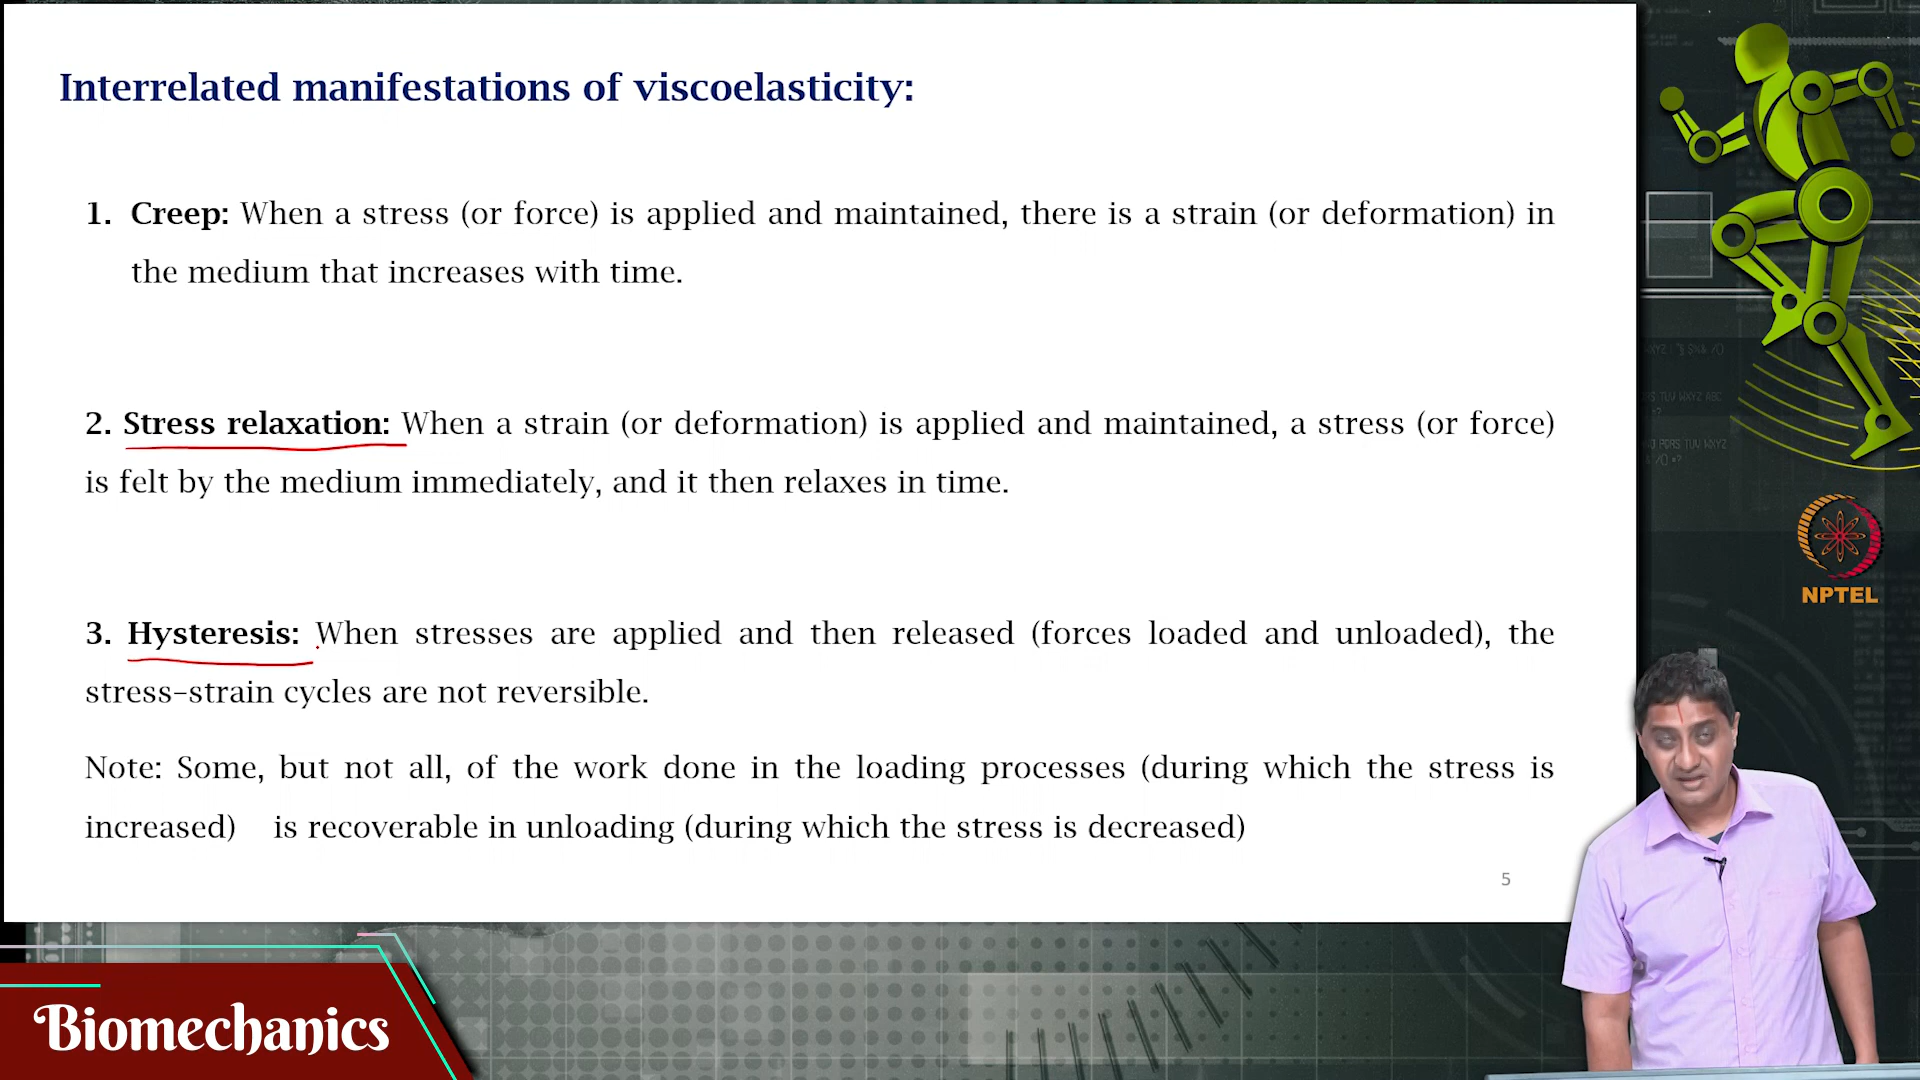 Interrelated manifestations of viscoelasticity:
1. Creep: When a stress (or force) is applied and maintained, there is a strain (or deformation) in
the medium that increases with time.
2. Stress relaxation: When a strain (or deformation) is applied and maintained, a stress (or force)
is felt by the medium immediately, and it then relaxes in time.
3. Hysteresis: When stresses are applied and then released (forces loaded and unloaded), the
stress–strain cycles are not reversible.
Note: Some, but not all, of the work done in the loading processes (during which the stress is
increased) is recoverable in unloading (during which the stress is decreased)
5
NPTEL
Biomechanics